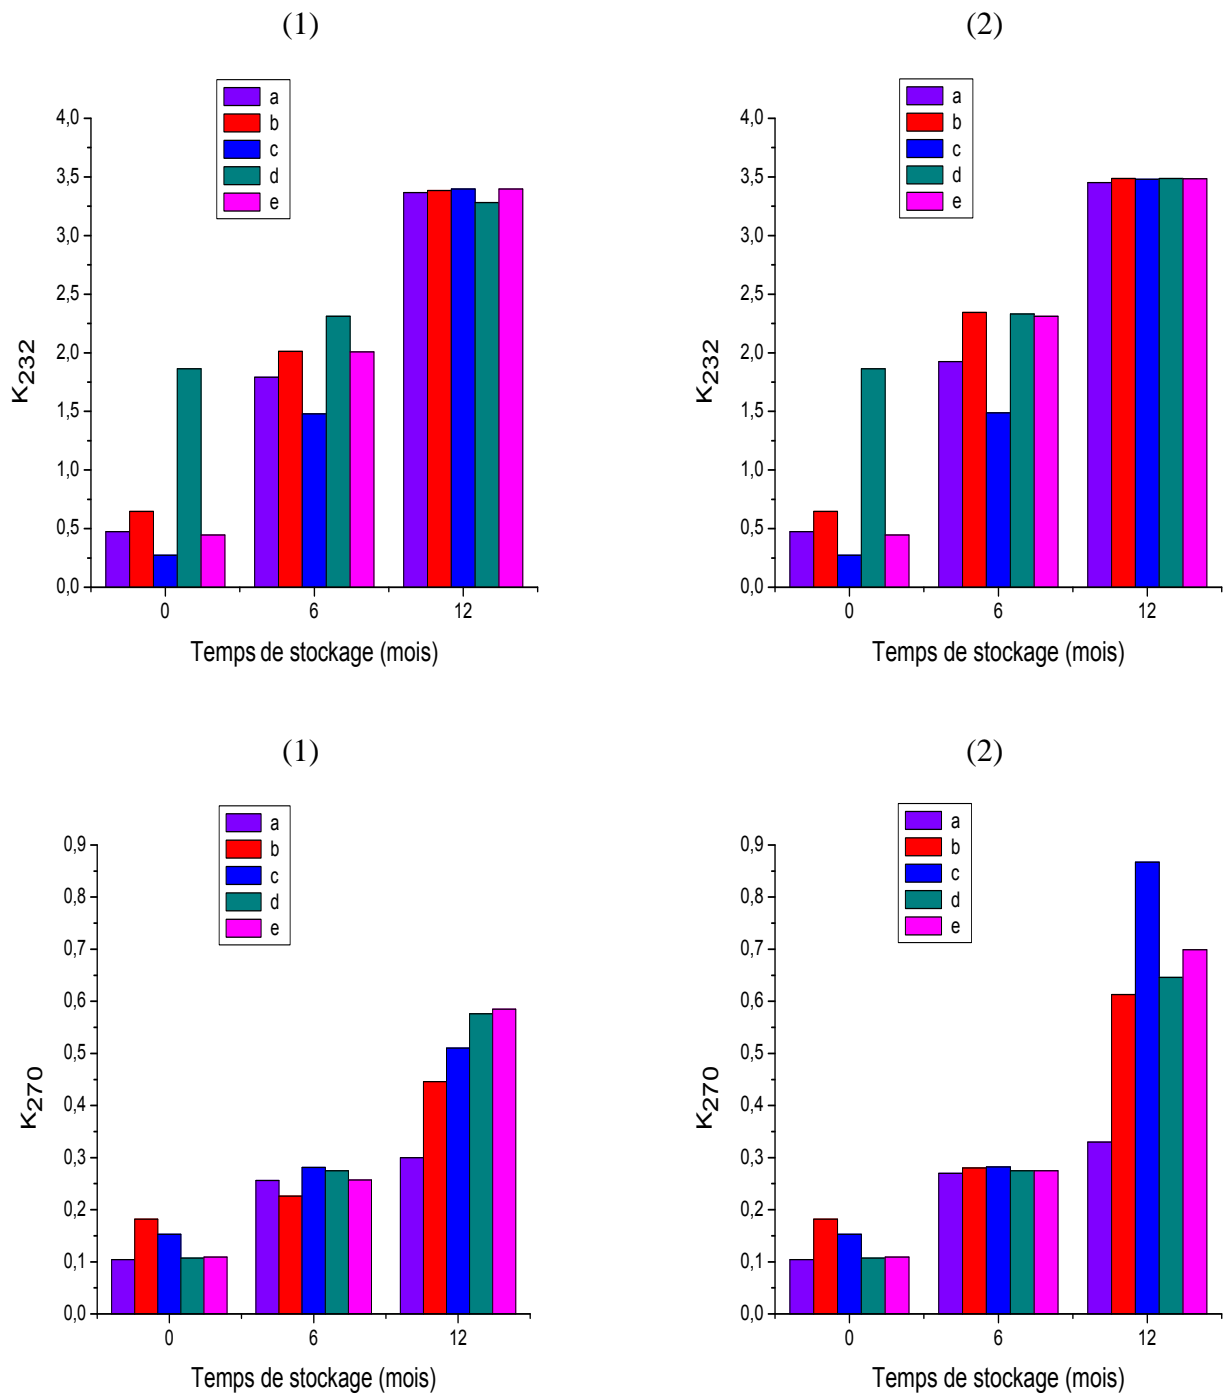 (1)
(2)
a
b
c
d
e
4,0
3,5
3,0
2,5
2,0
1,5
1,0
0,5
0,0
K232
0
6
12
Temps de stockage (mois)
a
b
c
d
e
4,0
3,5
3,0
2,5
2,0
1,5
1,0
0,5
0,0
K232
0
6
12
Temps de stockage (mois)
(1)
(2)
a
b
c
d
e
0,9
0,8
0,7
0,6
0,5
0,4
0,3
0,2
0,1
0,0
K270
0
6
12
Temps de stockage (mois)
a
b
c
d
e
0,9
0,8
0,7
0,6
0,5
0,4
0,3
0,2
0,1
0,0
K270
0
6
12
Temps de stockage (mois)